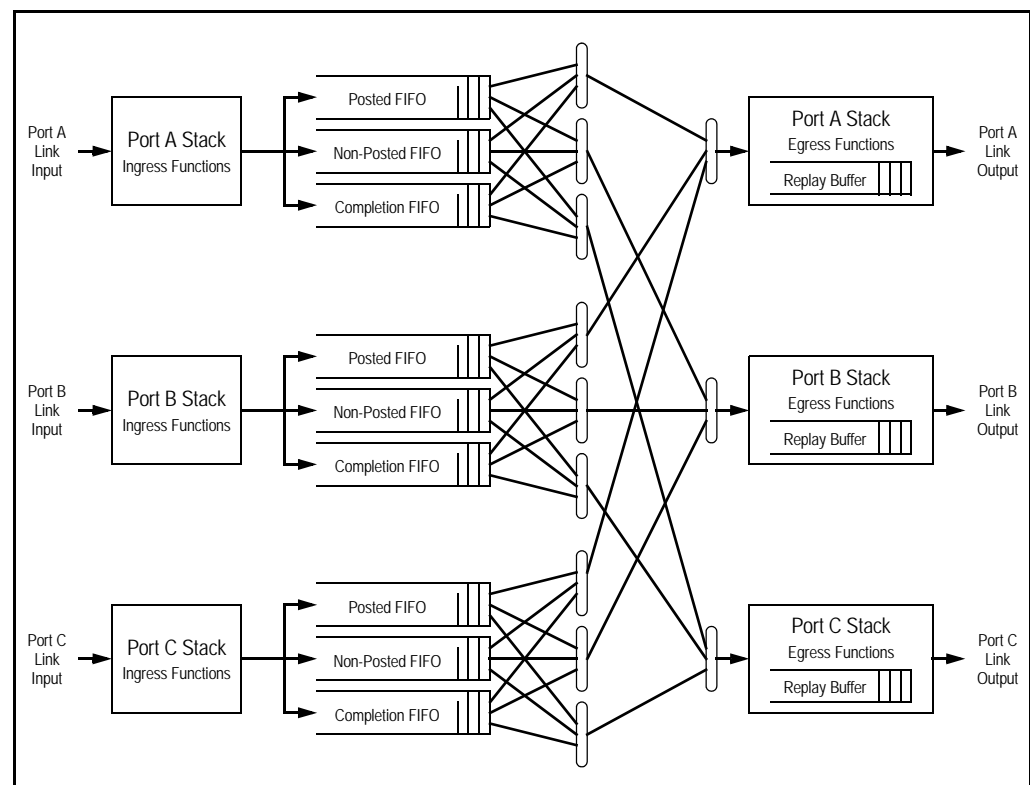 Port A
Link
Input
Port A Stack
Ingress Functions
Posted FIFO
Non-Posted FIFO
Completion FIFO
Port A Stack
Egress Functions
Replay Buffer
Port A
Link
Output
Port B
Link
Input
Port B Stack
Ingress Functions
Posted FIFO
Non-Posted FIFO
Completion FIFO
Port B Stack
Egress Functions
Replay Buffer
Port B
Link
Output
Port C
Link
Input
Port C Stack
Ingress Functions
Posted FIFO
Non-Posted FIFO
Completion FIFO
Port C Stack
Egress Functions
Replay Buffer
Port C
Link
Output